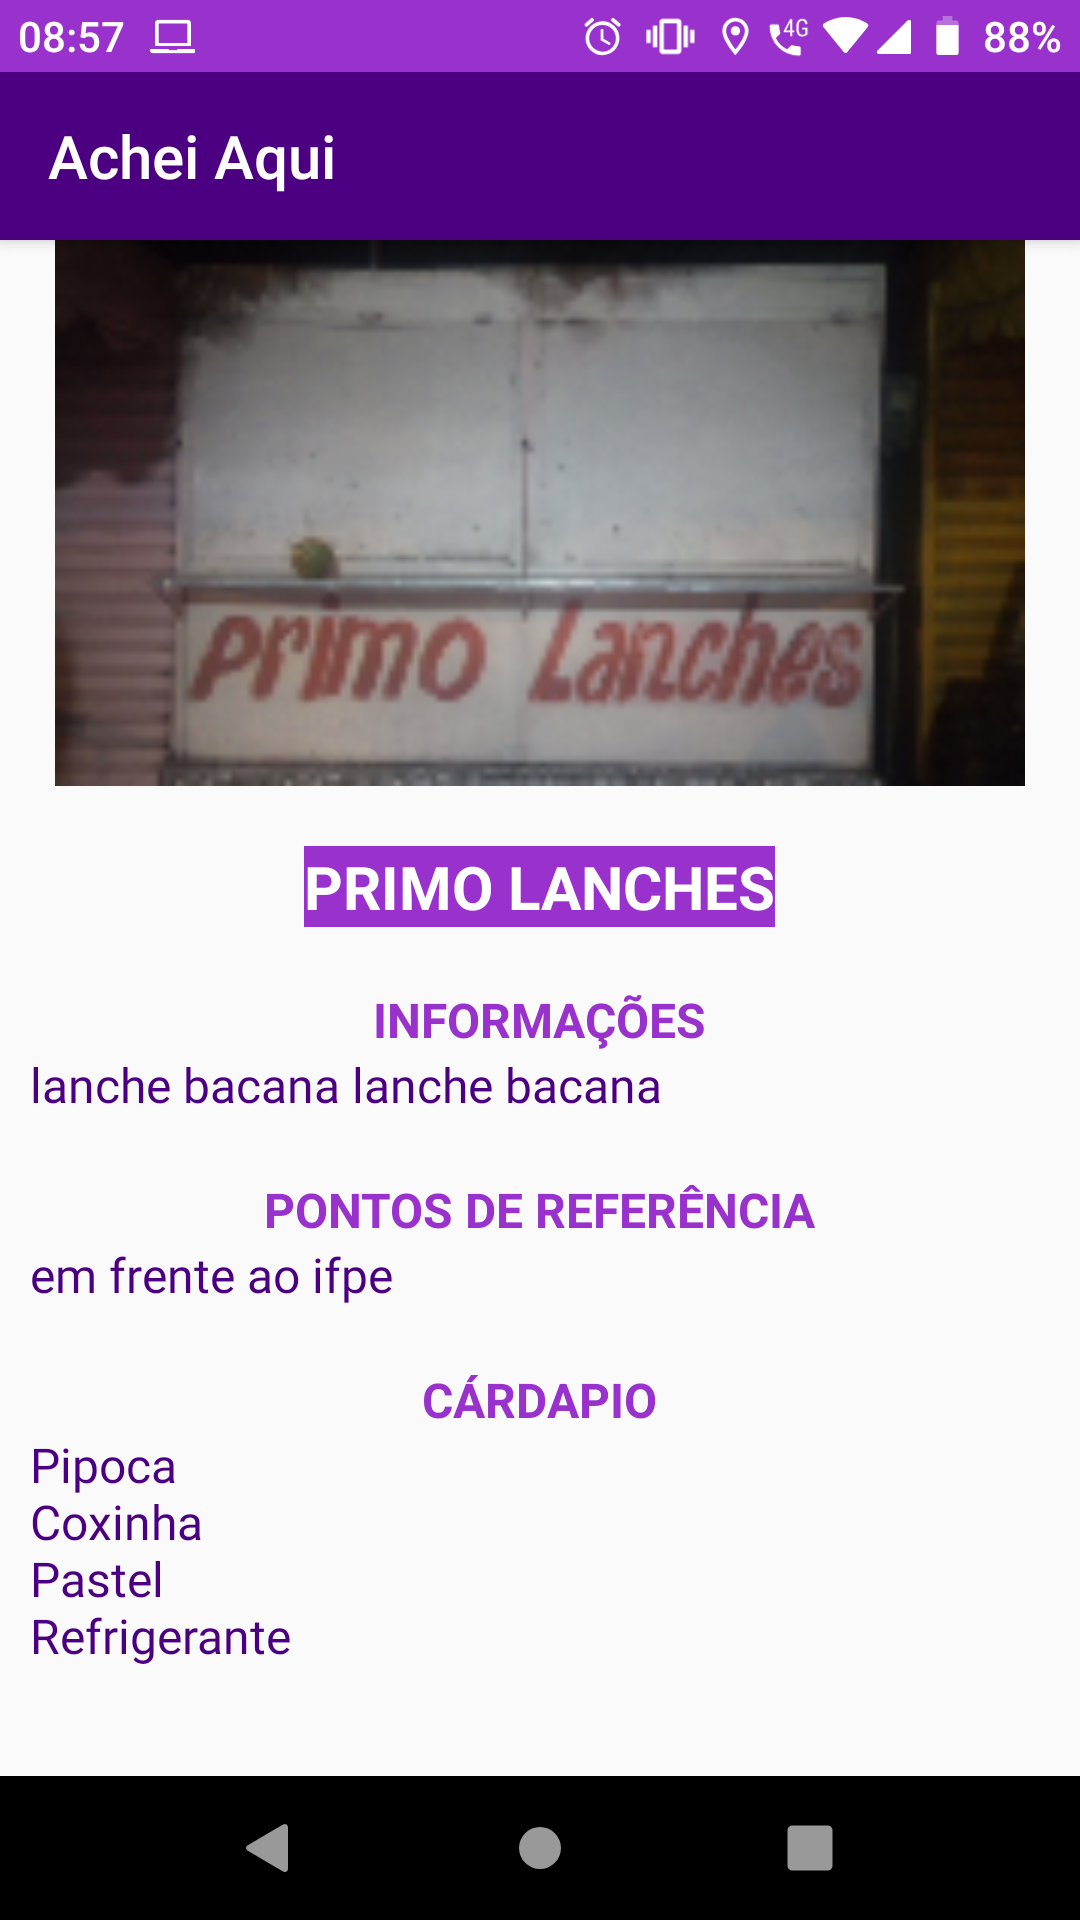 08:57
4G
88%
Achei Aqui
primo Lanches
PRIMO LANCHES
INFORMAÇÕES
lanche bacana lanche bacana
PONTOS DE REFERÊNCIA
em frente ao ifpe
CÁRDAPIO
Pipoca
Coxinha
Pastel
Refrigerante